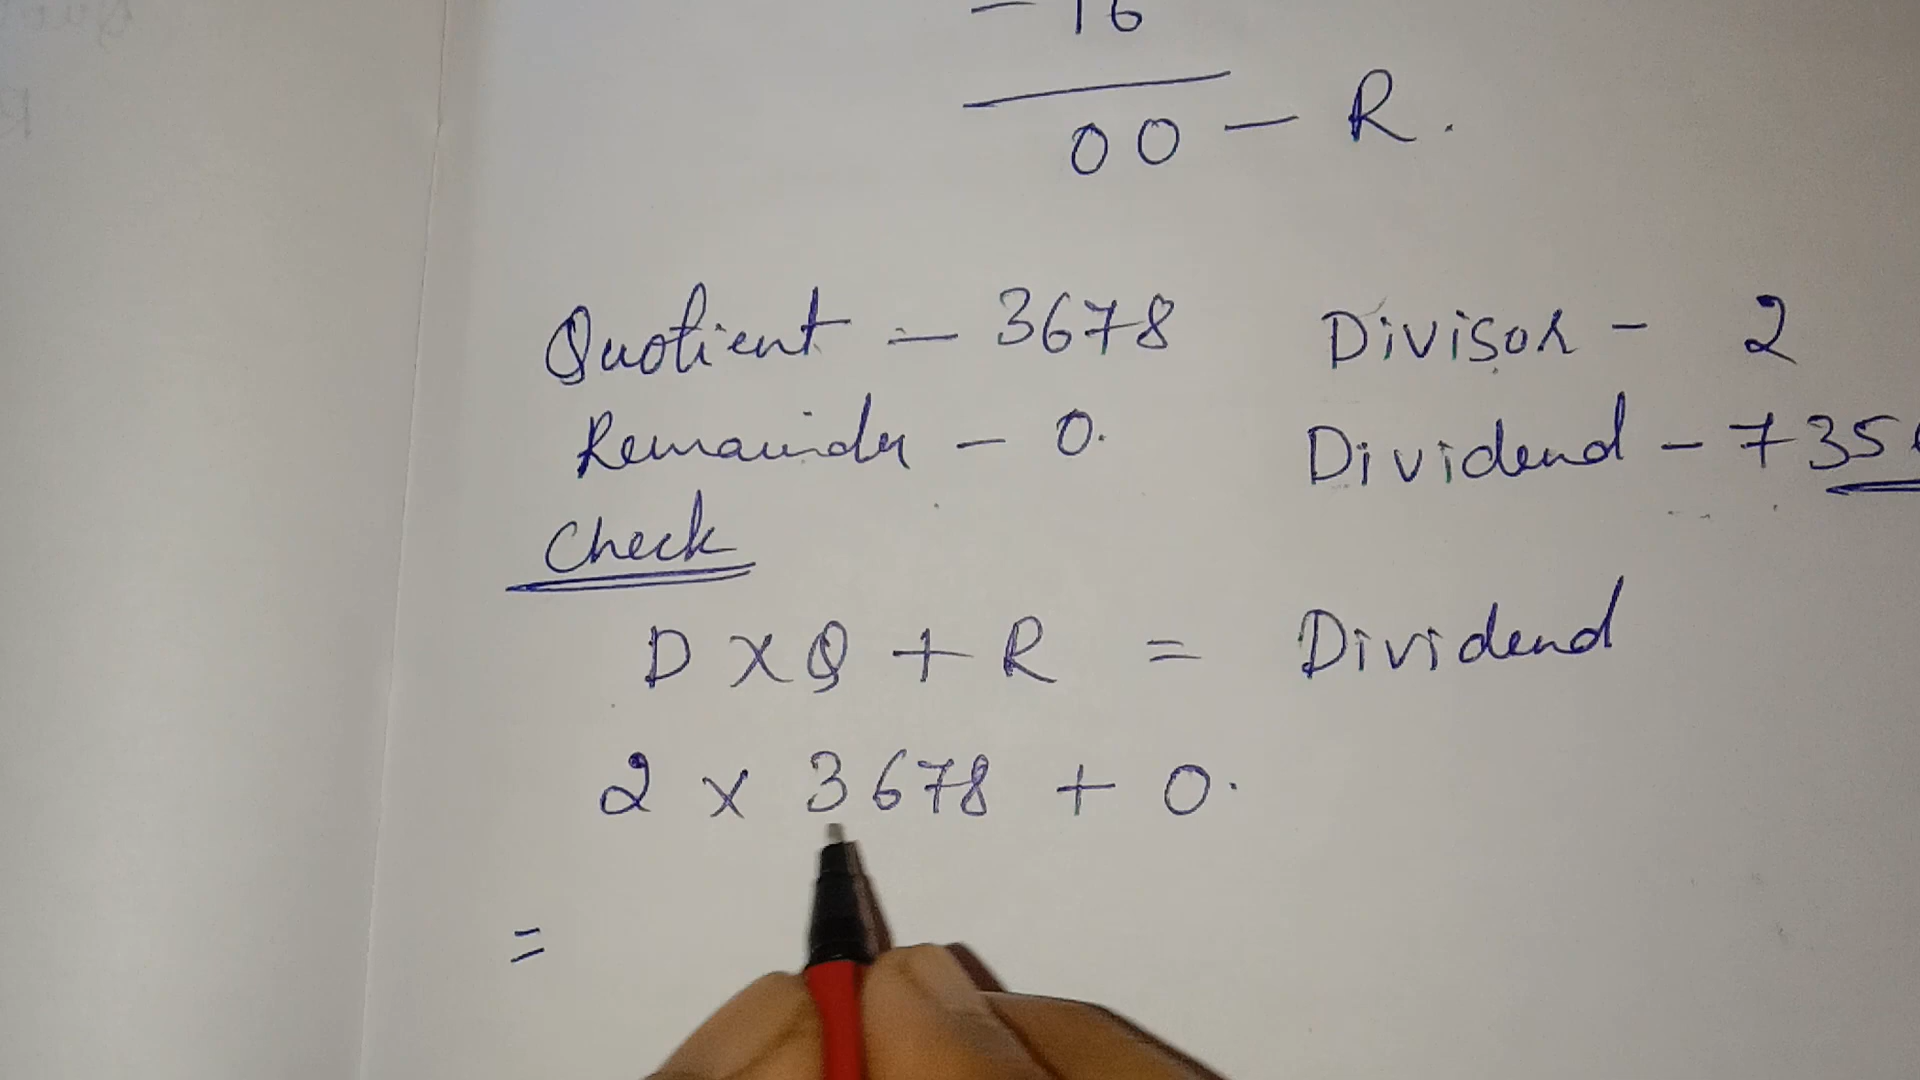 - 16
00 - R.
Quotient - 3678 Divisor - 2
Remainder - 0. Dividend - 735
Check
D x Q + R = Dividend
2 x 3678 + 0.
=